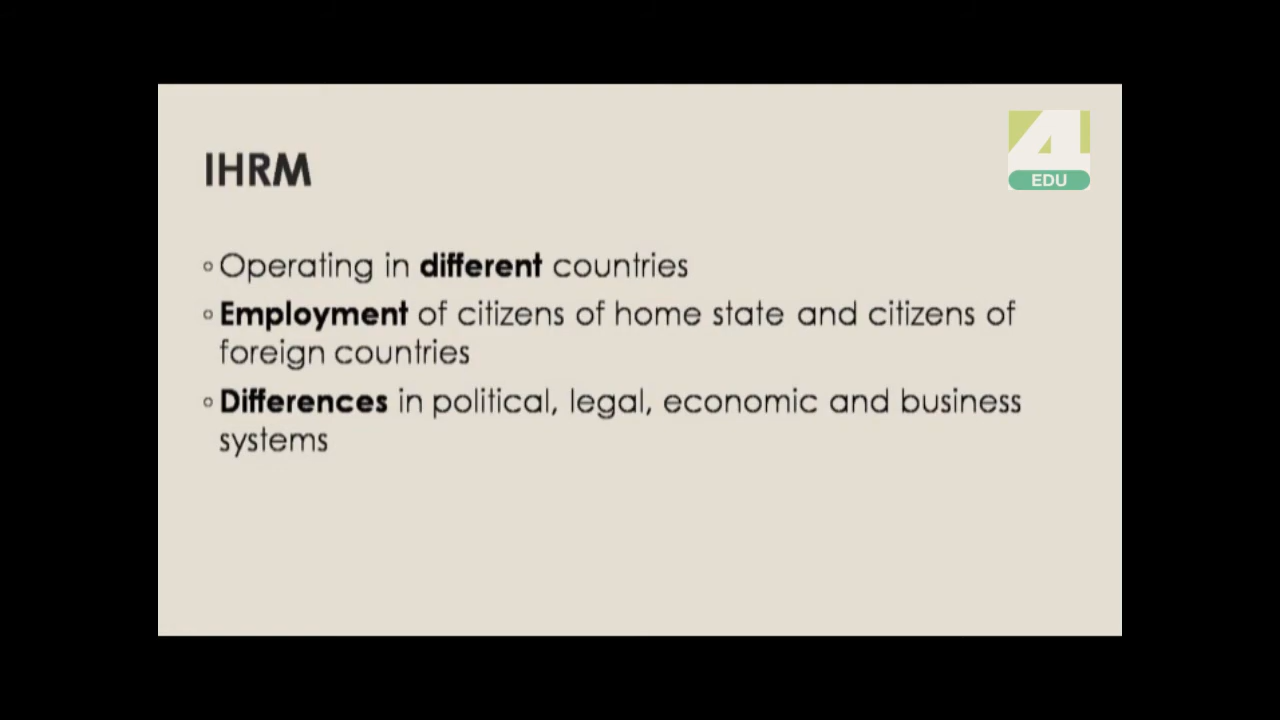 IHRM
4
EDU
◦ Operating in different countries
◦ Employment of citizens of home state and citizens of
foreign countries
◦ Differences in political, legal, economic and business
systems